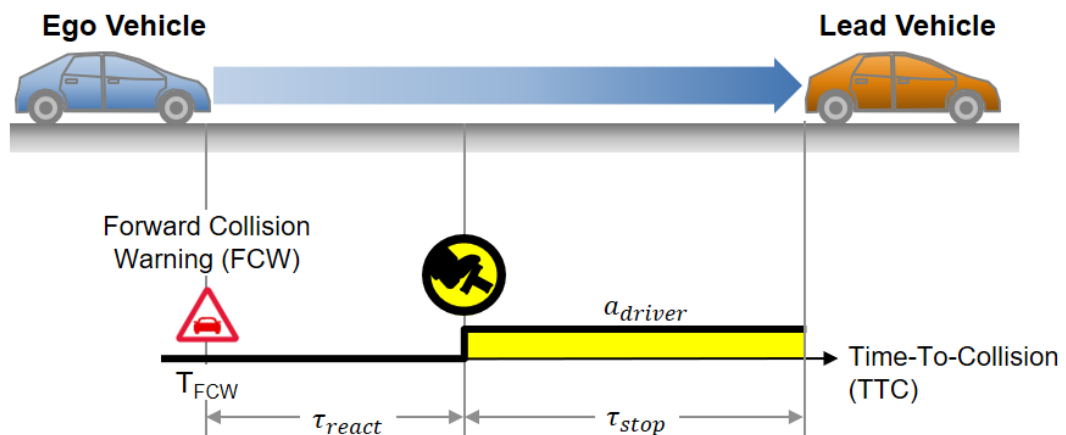 Ego Vehicle
Lead Vehicle
Forward Collision
Warning (FCW)
a_driver
Time-To-Collision
(TTC)
T_FCW
τ_react
τ_stop